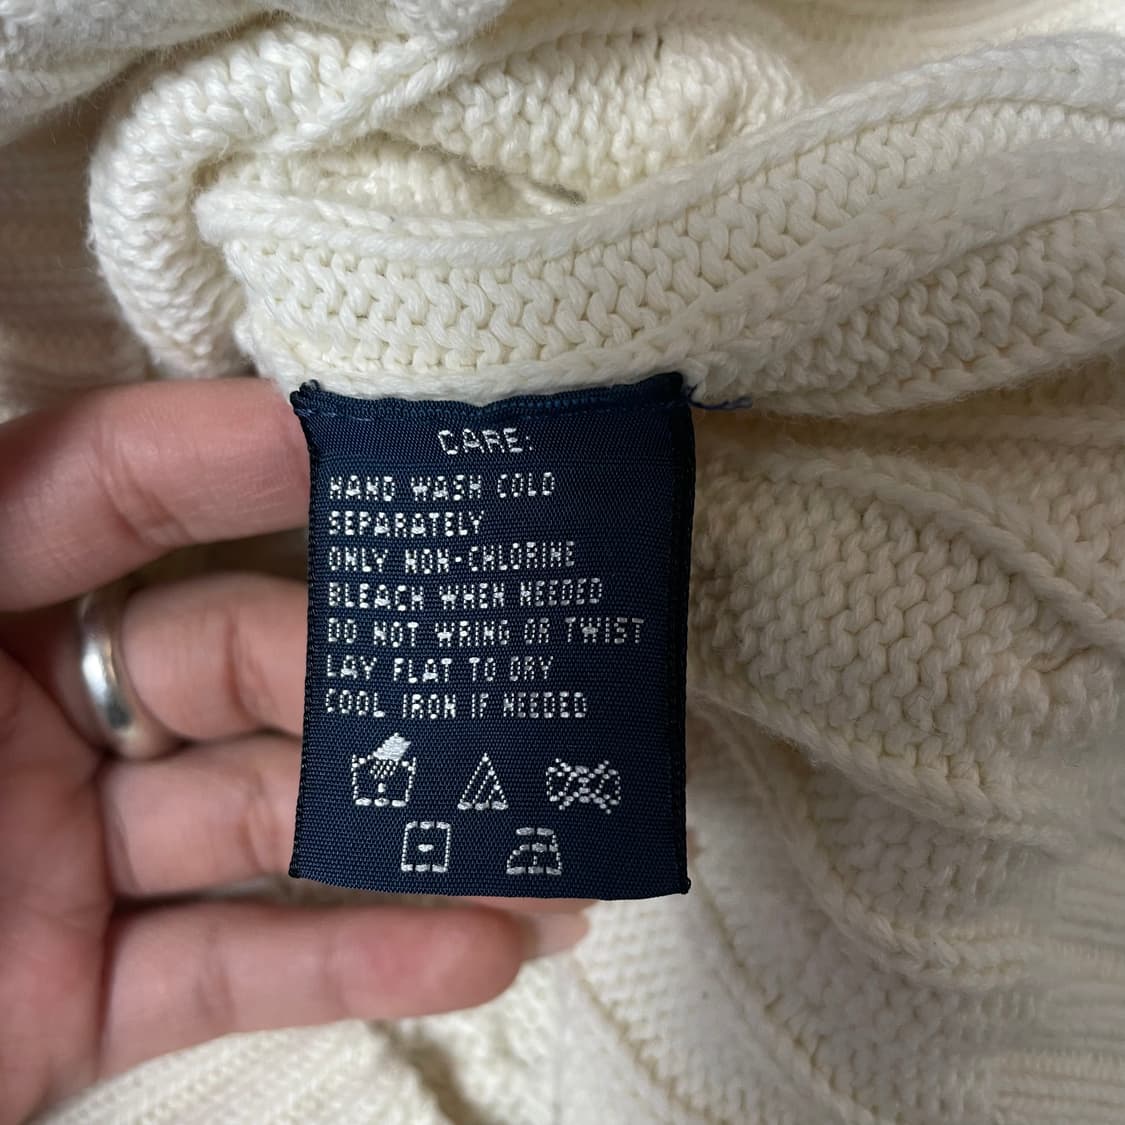 CARE:
HAND WASH COLD
SEPARATELY
ONLY NON-CHLORINE
BLEACH WHEN NEEDED
DO NOT WRING OR TWIST
LAY FLAT TO DRY
COOL IRON IF NEEDED